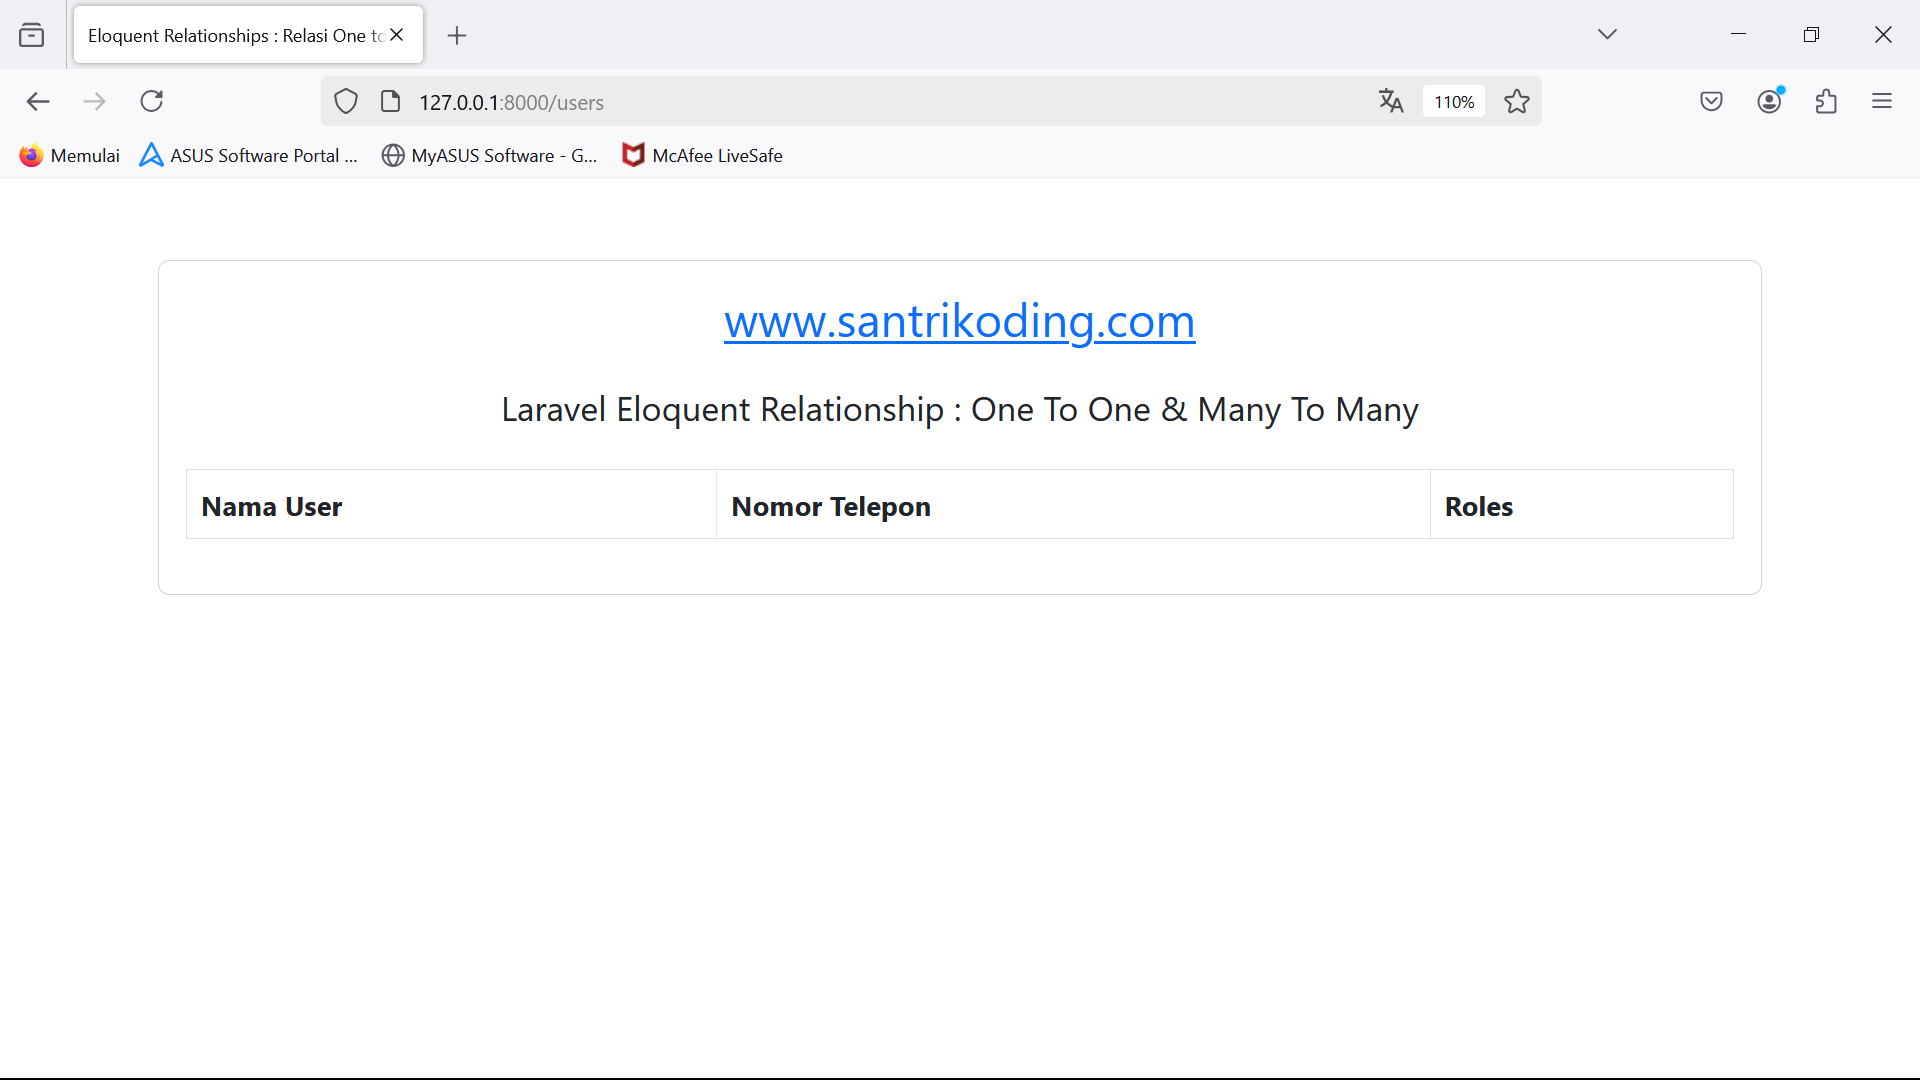 Eloquent Relationships : Relasi One to
127.0.0.1:8000/users
110%
Memulai
ASUS Software Portal ...
MyASUS Software - G...
McAfee LiveSafe
www.santrikoding.com
Laravel Eloquent Relationship : One To One & Many To Many
Nama User
Nomor Telepon
Roles